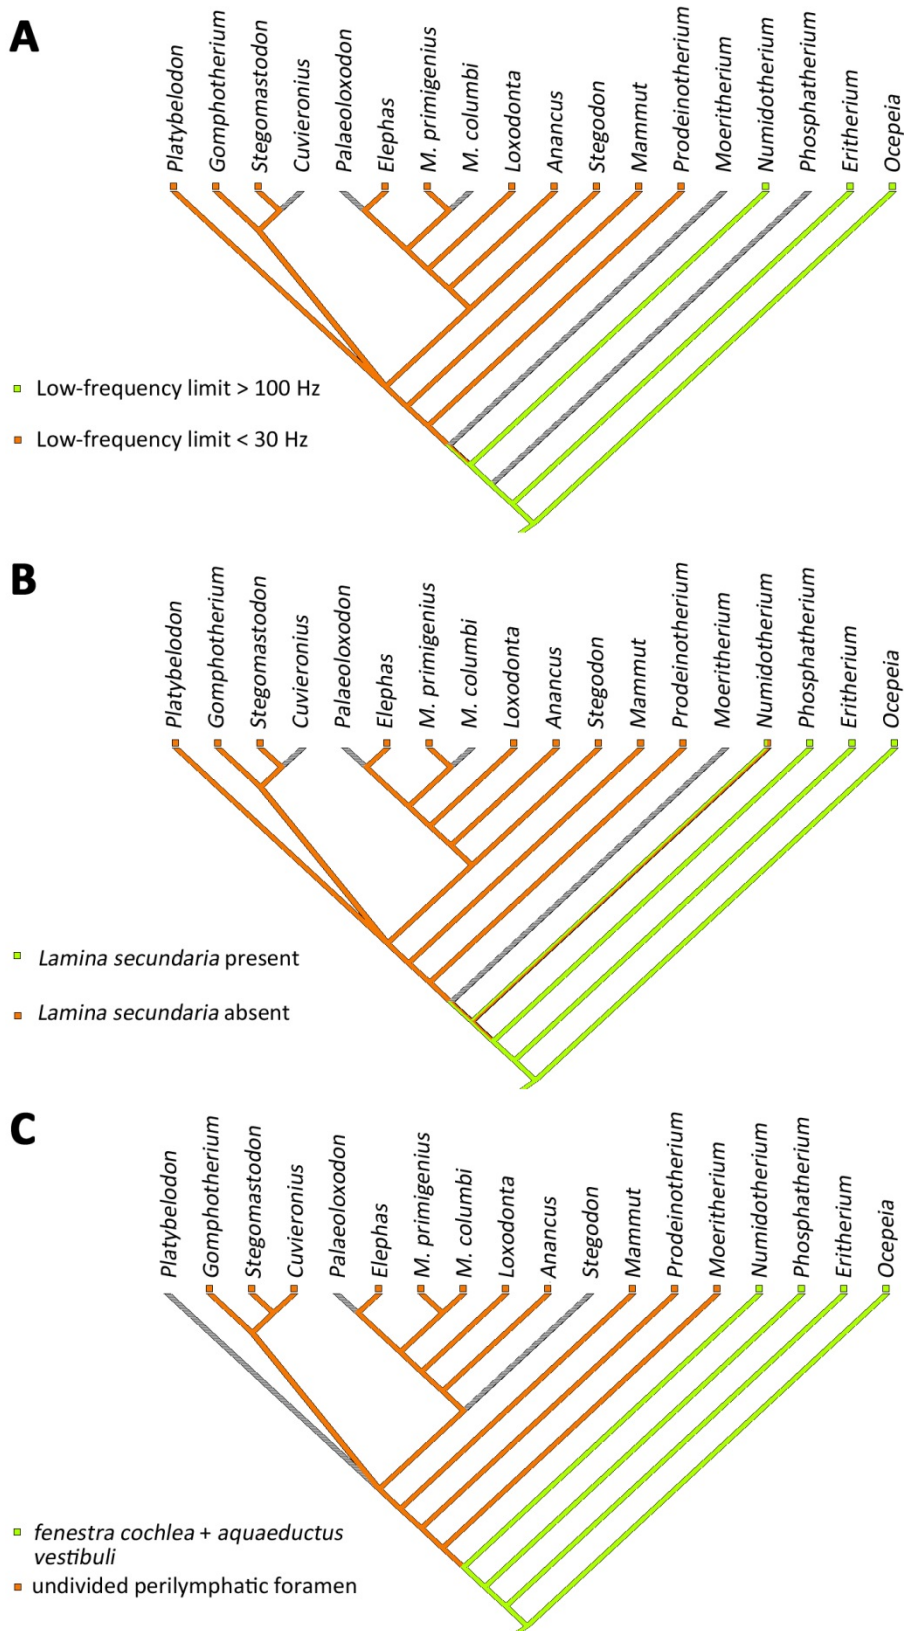 A
Platybelodon
Gomphotherium
Stegomastodon
Cuvieronius
Palaeoloxodon
Elephas
M. primigenius
M. columbi
Loxodonta
Anancus
Stegodon
Mammut
Prodeinotherium
Moeritherium
Numidotherium
Phosphatherium
Eritherium
Ocepeia
Low-frequency limit > 100 Hz
Low-frequency limit < 30 Hz
B
Platybelodon
Gomphotherium
Stegomastodon
Cuvieronius
Palaeoloxodon
Elephas
M. primigenius
M. columbi
Loxodonta
Anancus
Stegodon
Mammut
Prodeinotherium
Moeritherium
Numidotherium
Phosphatherium
Eritherium
Ocepeia
Lamina secundaria present
Lamina secundaria absent
C
Platybelodon
Gomphotherium
Stegomastodon
Cuvieronius
Palaeoloxodon
Elephas
M. primigenius
M. columbi
Loxodonta
Anancus
Stegodon
Mammut
Prodeinotherium
Moeritherium
Numidotherium
Phosphatherium
Eritherium
Ocepeia
fenestra cochlea + aquaeductus
vestibuli
undivided perilymphatic foramen